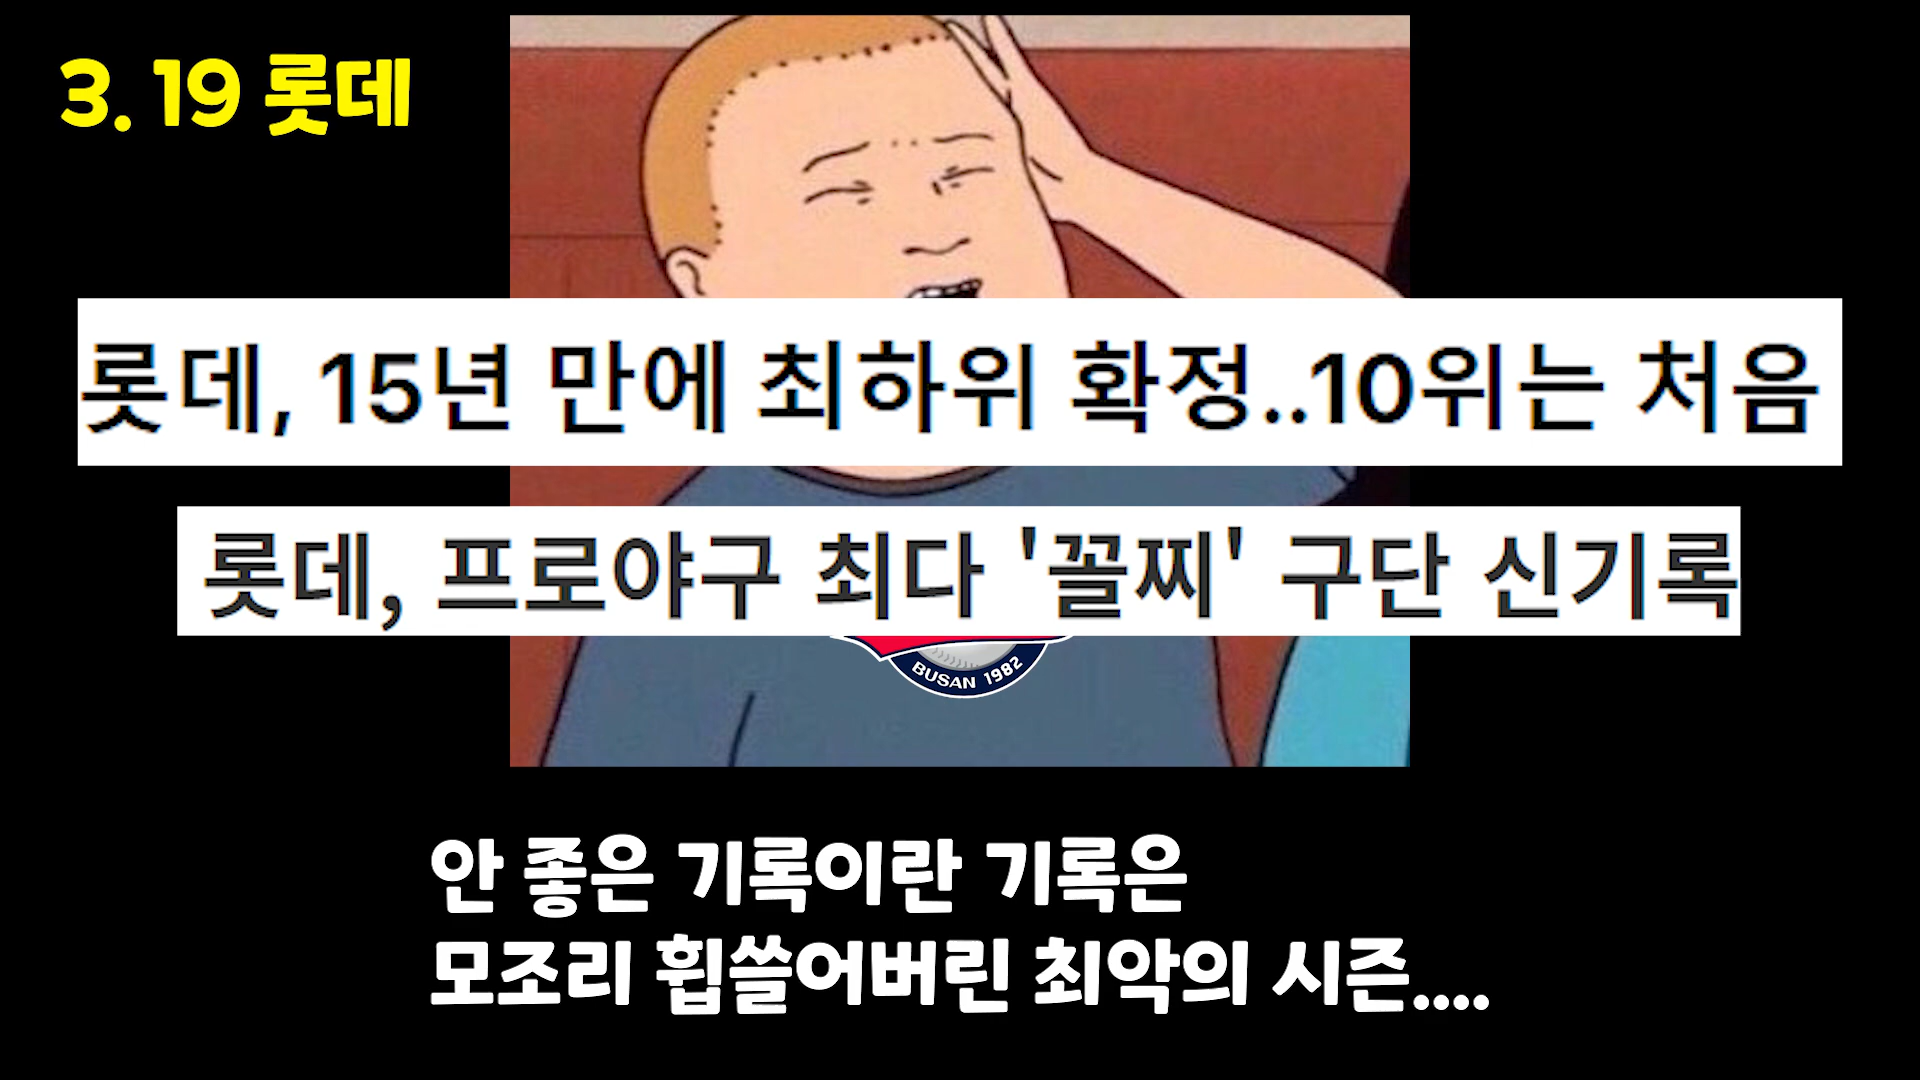 3. 19 롯데
롯데, 15년 만에 최하위 확정..10위는 처음
롯데, 프로야구 최다 '꼴찌' 구단 신기록
BUSAN 1982
안 좋은 기록이란 기록은
모조리 휩쓸어버린 최악의 시즌....